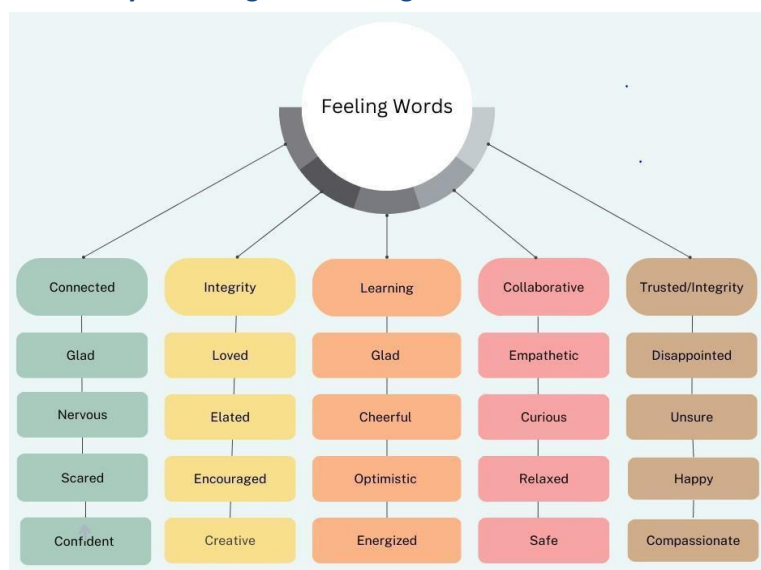 Feeling Words
Connected
Integrity
Learning
Collaborative
Trusted/Integrity
Glad
Loved
Glad
Empathetic
Disappointed
Nervous
Elated
Cheerful
Curious
Unsure
Scared
Encouraged
Optimistic
Relaxed
Happy
Confident
Creative
Energized
Safe
Compassionate